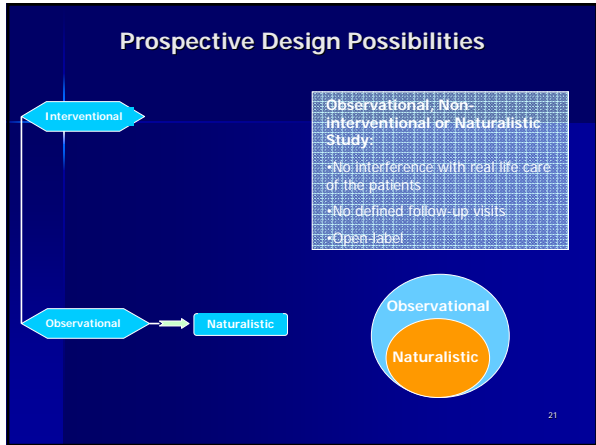 Prospective Design Possibilities
Interventional
Observational, Non-
interventional or Naturalistic
Study:
•No interference with real life care
of the patients
•No defined follow-up visits
•Open-label
Observational
Naturalistic
Observational
Naturalistic
21